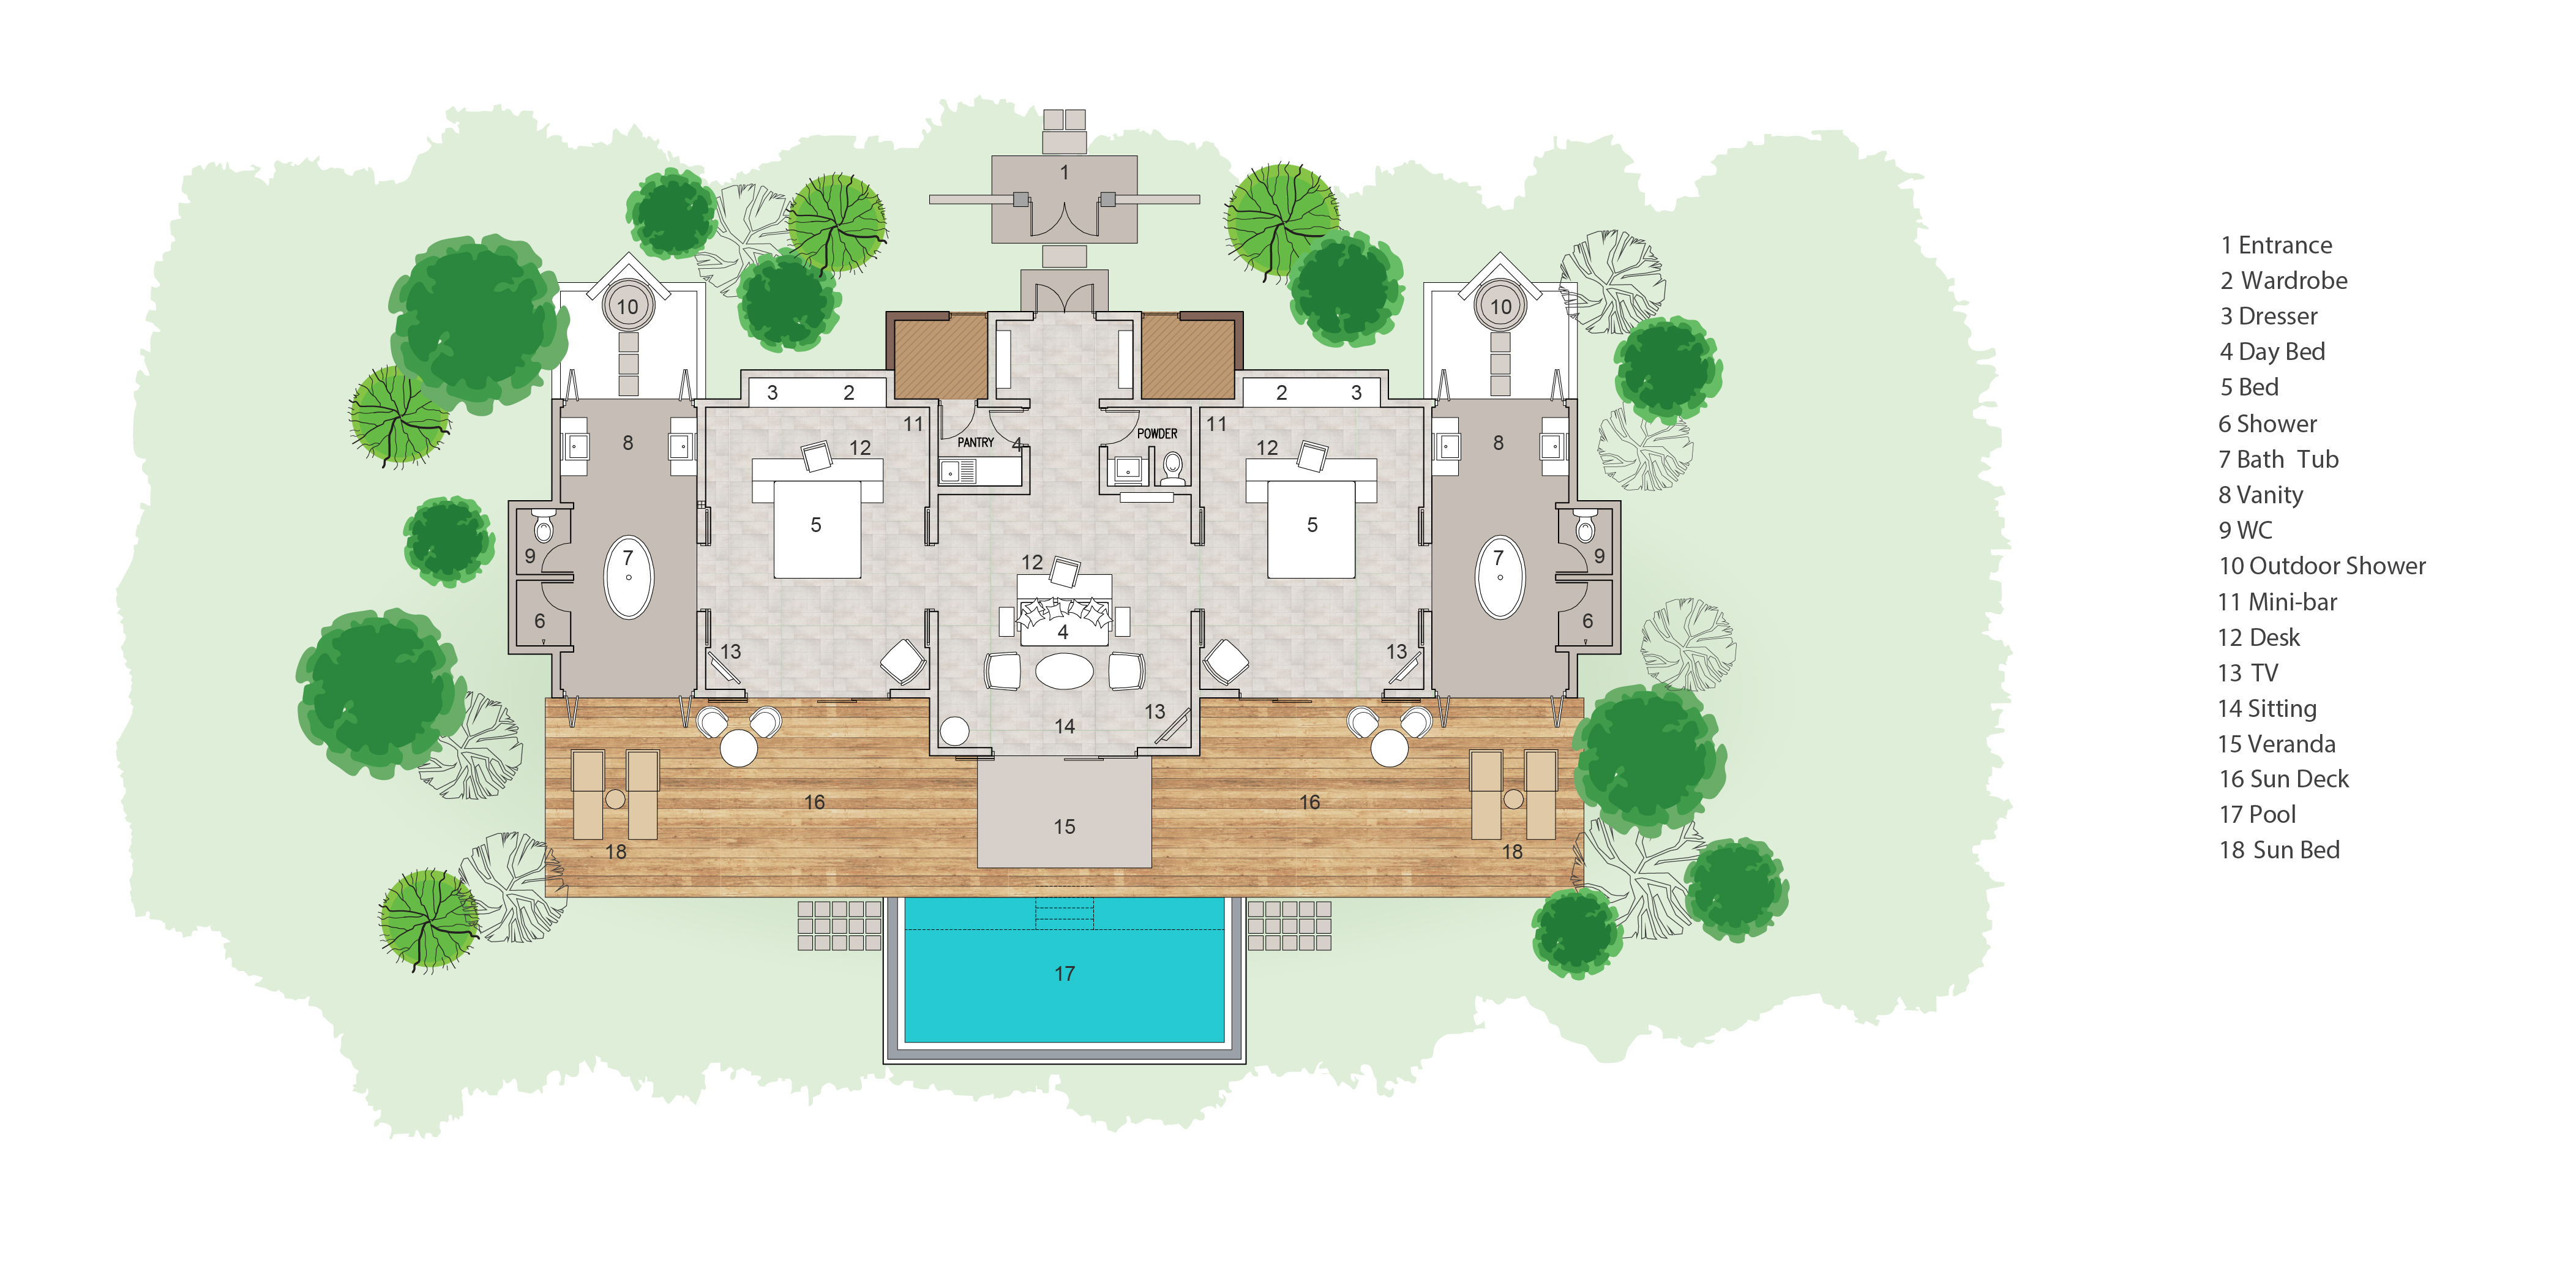 1
10
10
3 2
2 3
11
11
8
PANTRY
4
POWDER
8
12
12
5
5
9
7
12
7
9
6
4
6
13
13
13
14
16
16
15
18
18
17
1 Entrance
2 Wardrobe
3 Dresser
4 Day Bed
5 Bed
6 Shower
7 Bath Tub
8 Vanity
9 WC
10 Outdoor Shower
11 Mini-bar
12 Desk
13 TV
14 Sitting
15 Veranda
16 Sun Deck
17 Pool
18 Sun Bed